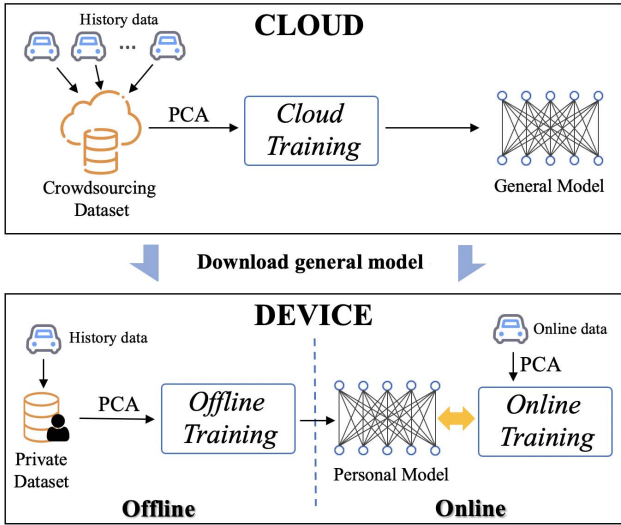 CLOUD
History data
...
PCA
Cloud
Training
Crowdsourcing
Dataset
General Model
Download general model
DEVICE
History data
Online data
PCA
PCA
Offline
Training
Online
Training
Private
Dataset
Personal Model
Offline
Online